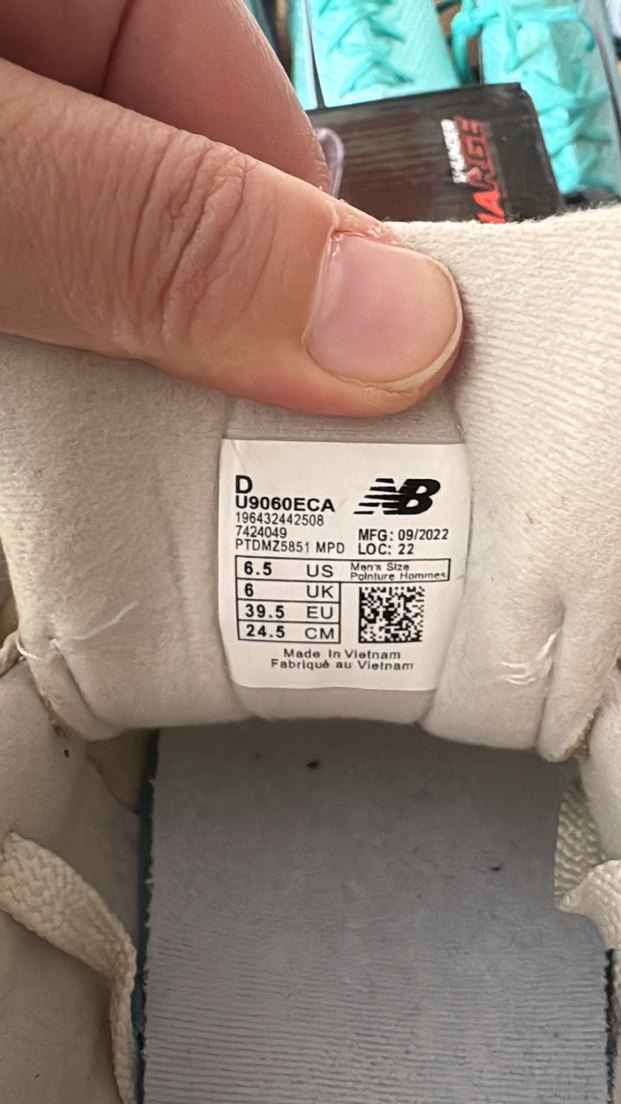 D
U9060ECA
196432442508
7424049
PTDMZ5851 MPD
NB
MFG: 09/2022
LOC: 22
6.5 US
Men's Size
Pointure Hommes
6 UK
39.5 EU
24.5 CM
Made In Vietnam
Fabriqué au Vietnam